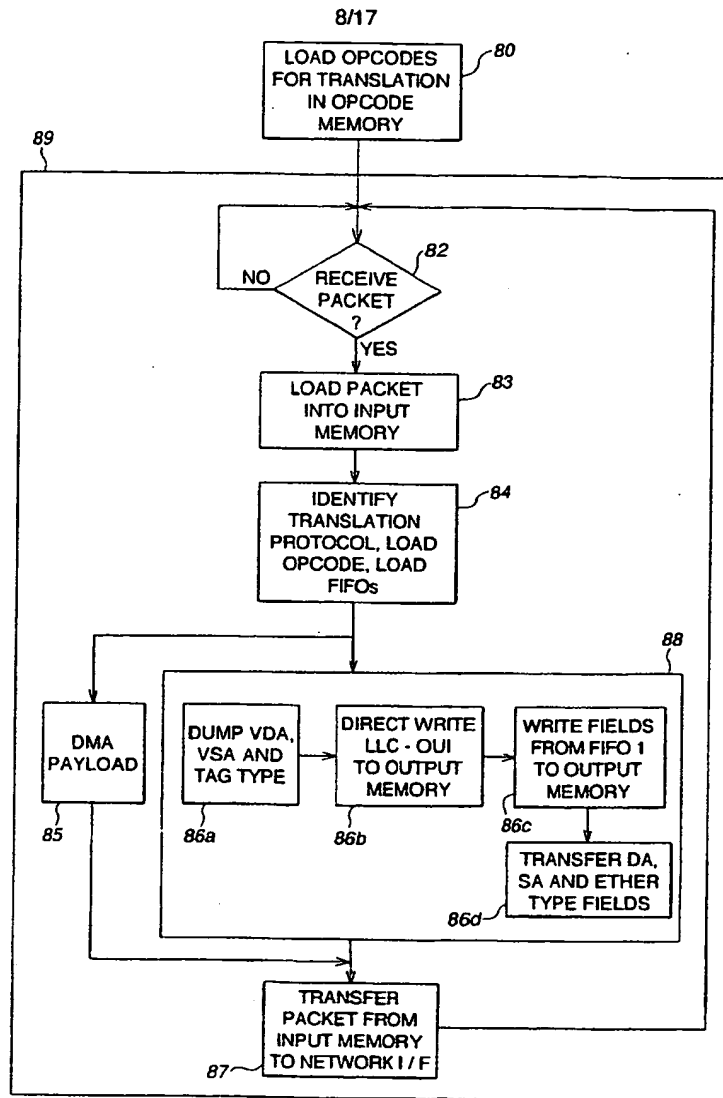 8/17
LOAD OPCODES
FOR TRANSLATION
IN OPCODE
MEMORY
80
89
82
NO
RECEIVE
PACKET
?
YES
LOAD PACKET
INTO INPUT
MEMORY
83
IDENTIFY
TRANSLATION
PROTOCOL, LOAD
OPCODE, LOAD
FIFOs
84
88
DMA
PAYLOAD
85
DUMP VDA,
VSA AND
TAG TYPE
86a
DIRECT WRITE
LLC - OUI
TO OUTPUT
MEMORY
86b
WRITE FIELDS
FROM FIFO 1
TO OUTPUT
MEMORY
86c
TRANSFER DA,
SA AND ETHER
TYPE FIELDS
86d
TRANSFER
PACKET FROM
INPUT MEMORY
TO NETWORK I / F
87